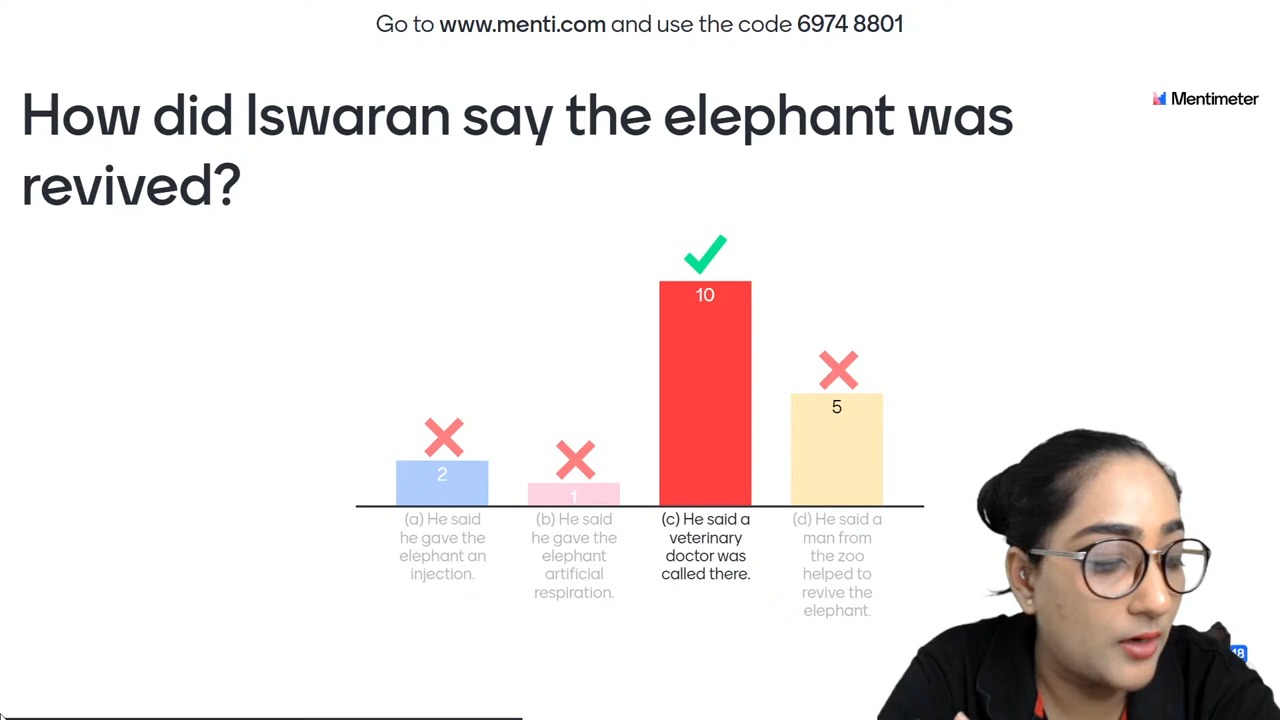 Go to www.menti.com and use the code 6974 8801
Mentimeter
How did Iswaran say the elephant was
revived?
10
5
2
1
(a) He said
he gave the
elephant an
injection.
(b) He said
he gave the
elephant
artificial
respiration.
(c) He said a
veterinary
doctor was
called there.
(d) He said a
man from
the zoo
helped to
revive the
elephant.
18